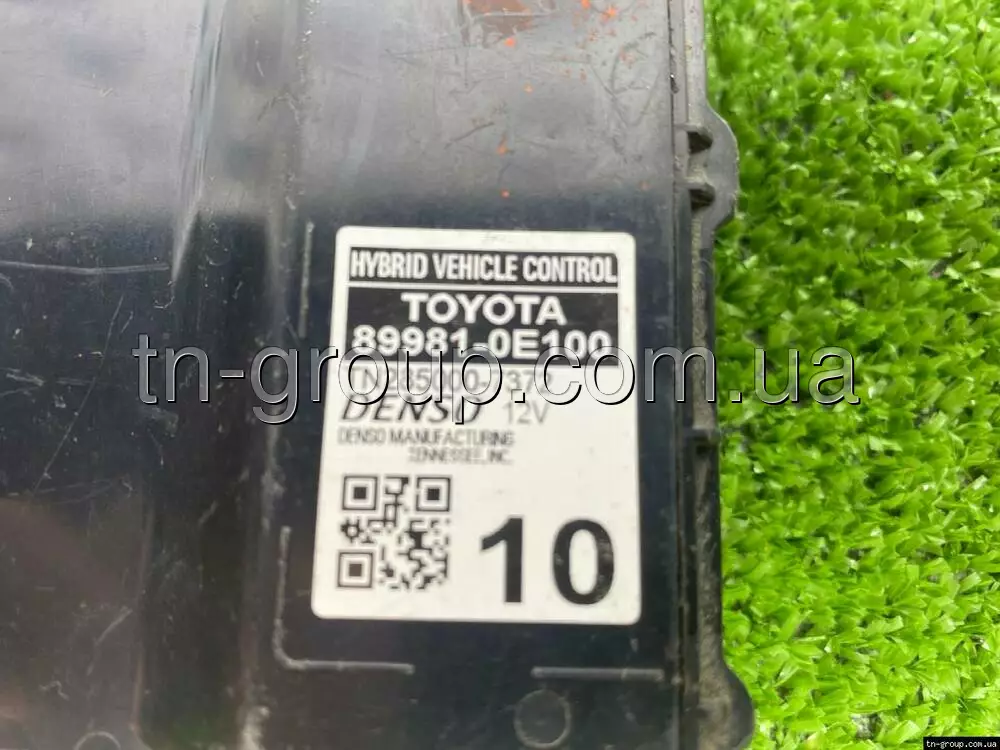 HYBRID VEHICLE CONTROL
TOYOTA
89981-0E100
tn-group.com.ua
DENSO 12V
DENSO MANUFACTURING
TENNESSEE, INC.
10
tn-group.com.ua